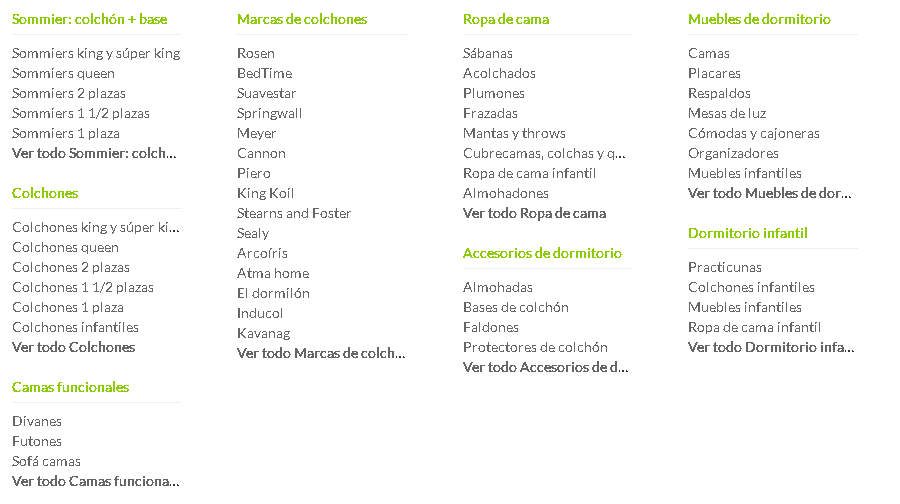 Sommier: colchón + base
Sommiers king y súper king
Sommiers queen
Sommiers 2 plazas
Sommiers 1 1/2 plazas
Sommiers 1 plaza
Ver todo Sommier: colch...
Colchones
Colchones king y súper ki...
Colchones queen
Colchones 2 plazas
Colchones 1 1/2 plazas
Colchones 1 plaza
Colchones infantiles
Ver todo Colchones
Camas funcionales
Divanes
Futones
Sofá camas
Ver todo Camas funciona...
Marcas de colchones
Rosen
BedTime
Suavestar
Springwall
Meyer
Cannon
Piero
King Koil
Stearns and Foster
Sealy
Arcoíris
Atma home
El dormilón
Inducol
Kavanag
Ver todo Marcas de colch...
Ropa de cama
Sábanas
Acolchados
Plumones
Frazadas
Mantas y throws
Cubrecamas, colchas y q...
Ropa de cama infantil
Almohadones
Ver todo Ropa de cama
Accesorios de dormitorio
Almohadas
Bases de colchón
Faldones
Protectores de colchón
Ver todo Accesorios de d...
Muebles de dormitorio
Camas
Placares
Respaldos
Mesas de luz
Cómodas y cajoneras
Organizadores
Muebles infantiles
Ver todo Muebles de dor...
Dormitorio infantil
Practicunas
Colchones infantiles
Muebles infantiles
Ropa de cama infantil
Ver todo Dormitorio infa...